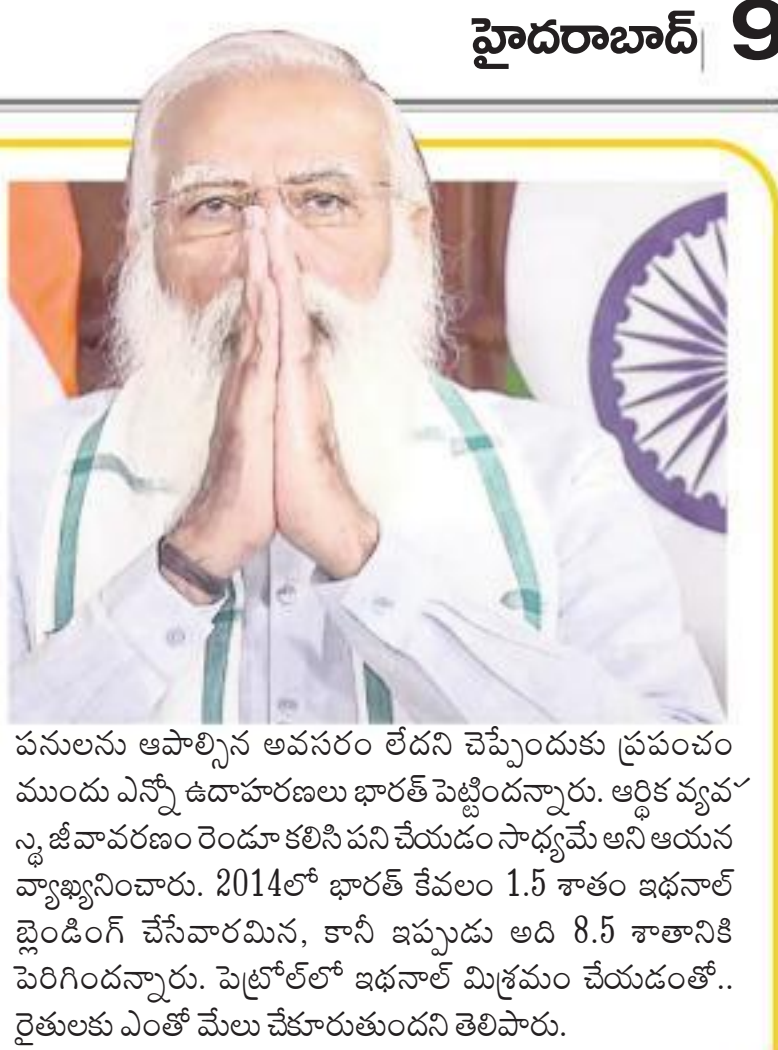 హైదరాబాద్ 9
పనులను ఆపాల్సిన అవసరం లేదని చెప్పేందుకు ప్రపంచం
ముందు ఎన్నో ఉదాహరణలు భారత్ పెట్టిందన్నారు. ఆర్థిక వ్యవ
స్థ, జీవావరణం రెండూ కలిసి పని చేయడం సాధ్యమే అని ఆయన
వ్యాఖ్యనించారు. 2014లో భారత్ కేవలం 1.5 శాతం ఇథనాల్
బ్లెండింగ్ చేసేవారమిన, కానీ ఇప్పుడు అది 8.5 శాతానికి
పెరిగిందన్నారు. పెట్రోల్‌లో ఇథనాల్ మిశ్రమం చేయడంతో..
రైతులకు ఎంతో మేలు చేకూరుతుందని తెలిపారు.